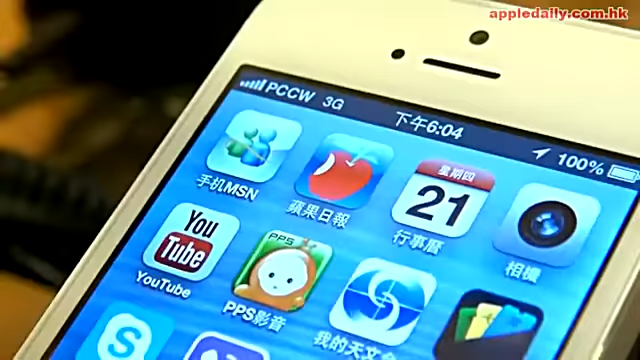 appledaily.com.hk
PCCW 3G 下午6:04 100%
手机MSN 蘋果日報 星期四 21 行事曆 相機
You Tube PPS
YouTube PPS影音 我的天文台